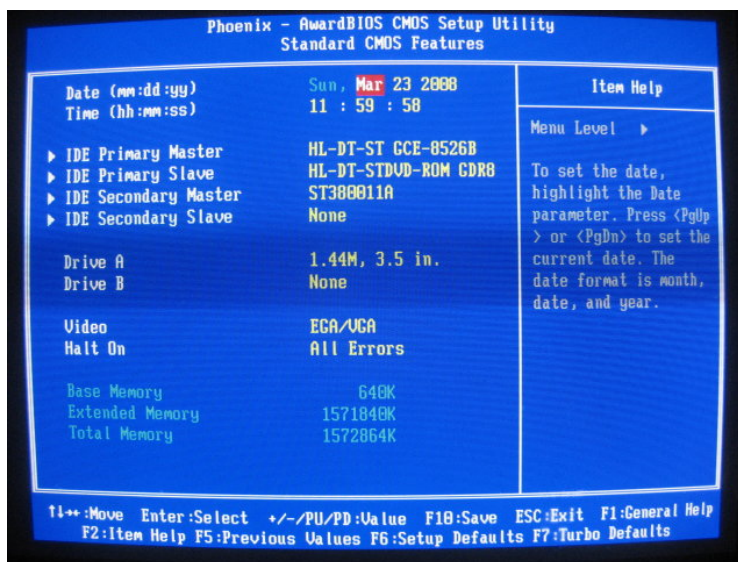 Phoenix - AwardBIOS CMOS Setup Utility
Standard CMOS Features
Date (mm:dd:yy) Sun, Mar 23 2008
Time (hh:mm:ss) 11 : 59 : 58
▶ IDE Primary Master HL-DT-ST GCE-8526B
▶ IDE Primary Slave HL-DT-STDVD-ROM GDR8
▶ IDE Secondary Master ST380011A
▶ IDE Secondary Slave None
Drive A 1.44M, 3.5 in.
Drive B None
Video EGA/VGA
Halt On All Errors
Base Memory 640K
Extended Memory 1571840K
Total Memory 1572864K
Item Help
Menu Level ▶
To set the date,
highlight the Date
parameter. Press <PgUp
> or <PgDn> to set the
current date. The
date format is month,
date, and year.
↑↓→←:Move Enter:Select +/-/PU/PD:Value F10:Save ESC:Exit F1:General Help
F2:Item Help F5:Previous Values F6:Setup Defaults F7:Turbo Defaults